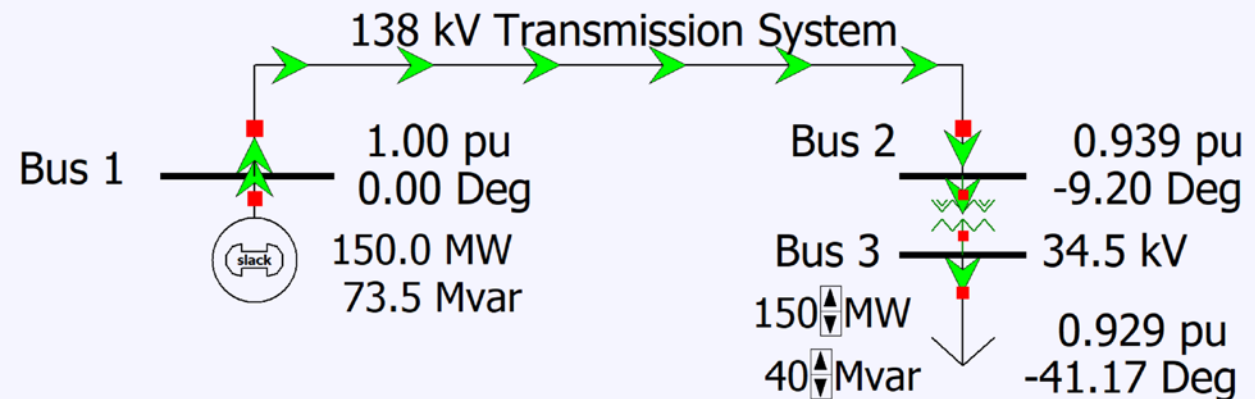 138 kV Transmission System
Bus 1
1.00 pu
0.00 Deg
slack
150.0 MW
73.5 Mvar
Bus 2
0.939 pu
-9.20 Deg
Bus 3
34.5 kV
150 MW
40 Mvar
0.929 pu
-41.17 Deg